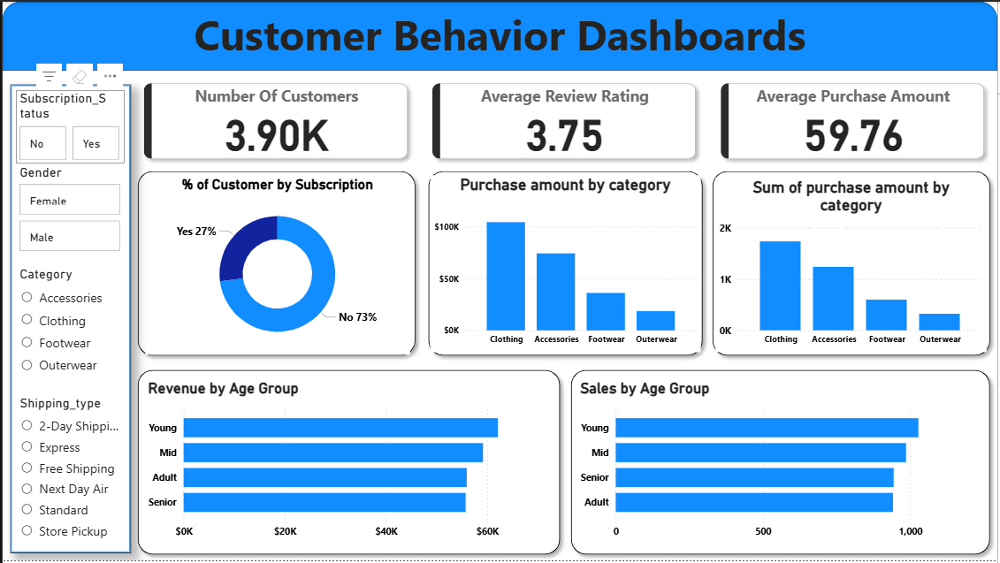 Customer Behavior Dashboards
Subscription_S
tatus
No
Yes
Gender
Female
Male
Category
Accessories
Clothing
Footwear
Outerwear
Shipping_type
2-Day Shippi...
Express
Free Shipping
Next Day Air
Standard
Store Pickup
Number Of Customers
3.90K
Average Review Rating
3.75
Average Purchase Amount
59.76
% of Customer by Subscription
Yes 27%
No 73%
Purchase amount by category
$100K
$50K
$0K
Clothing Accessories Footwear Outerwear
Sum of purchase amount by
category
2K
1K
0K
Clothing Accessories Footwear Outerwear
Revenue by Age Group
Young
Mid
Adult
Senior
$0K $20K $40K $60K
Sales by Age Group
Young
Mid
Senior
Adult
0 500 1,000